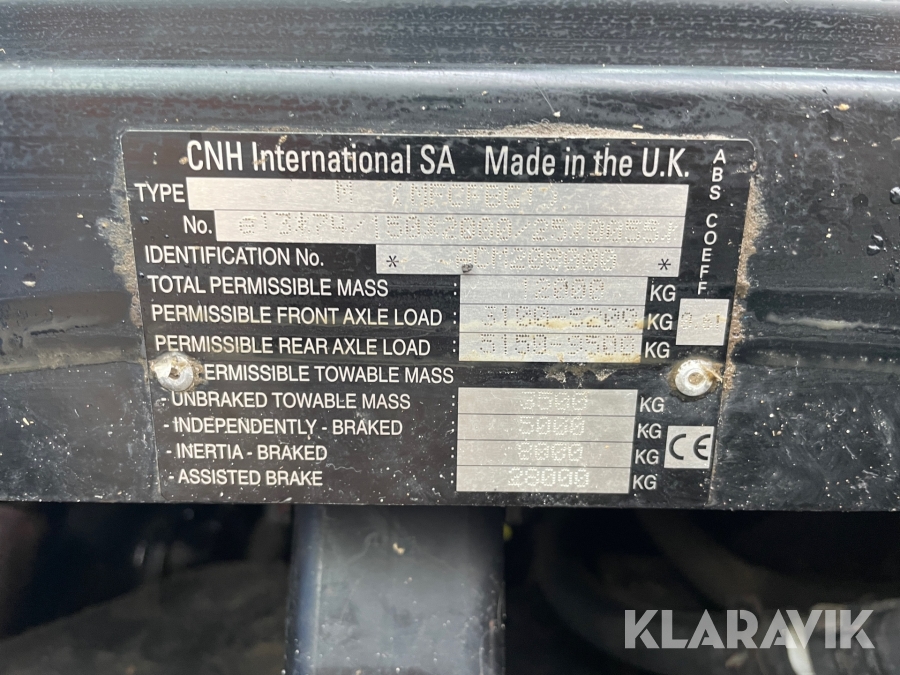 CNH International SA Made in the U.K.
ABS COEFF
TYPE
No.
IDENTIFICATION No. * *
TOTAL PERMISSIBLE MASS : 12000 KG
PERMISSIBLE FRONT AXLE LOAD : KG
PERMISSIBLE REAR AXLE LOAD : KG
ERMISSIBLE TOWABLE MASS
- UNBRAKED TOWABLE MASS : 3500 KG
- INDEPENDENTLY - BRAKED : 5000 KG
- INERTIA - BRAKED : 8000 KG
CE
- ASSISTED BRAKE : 28000 KG
KLARAVIK